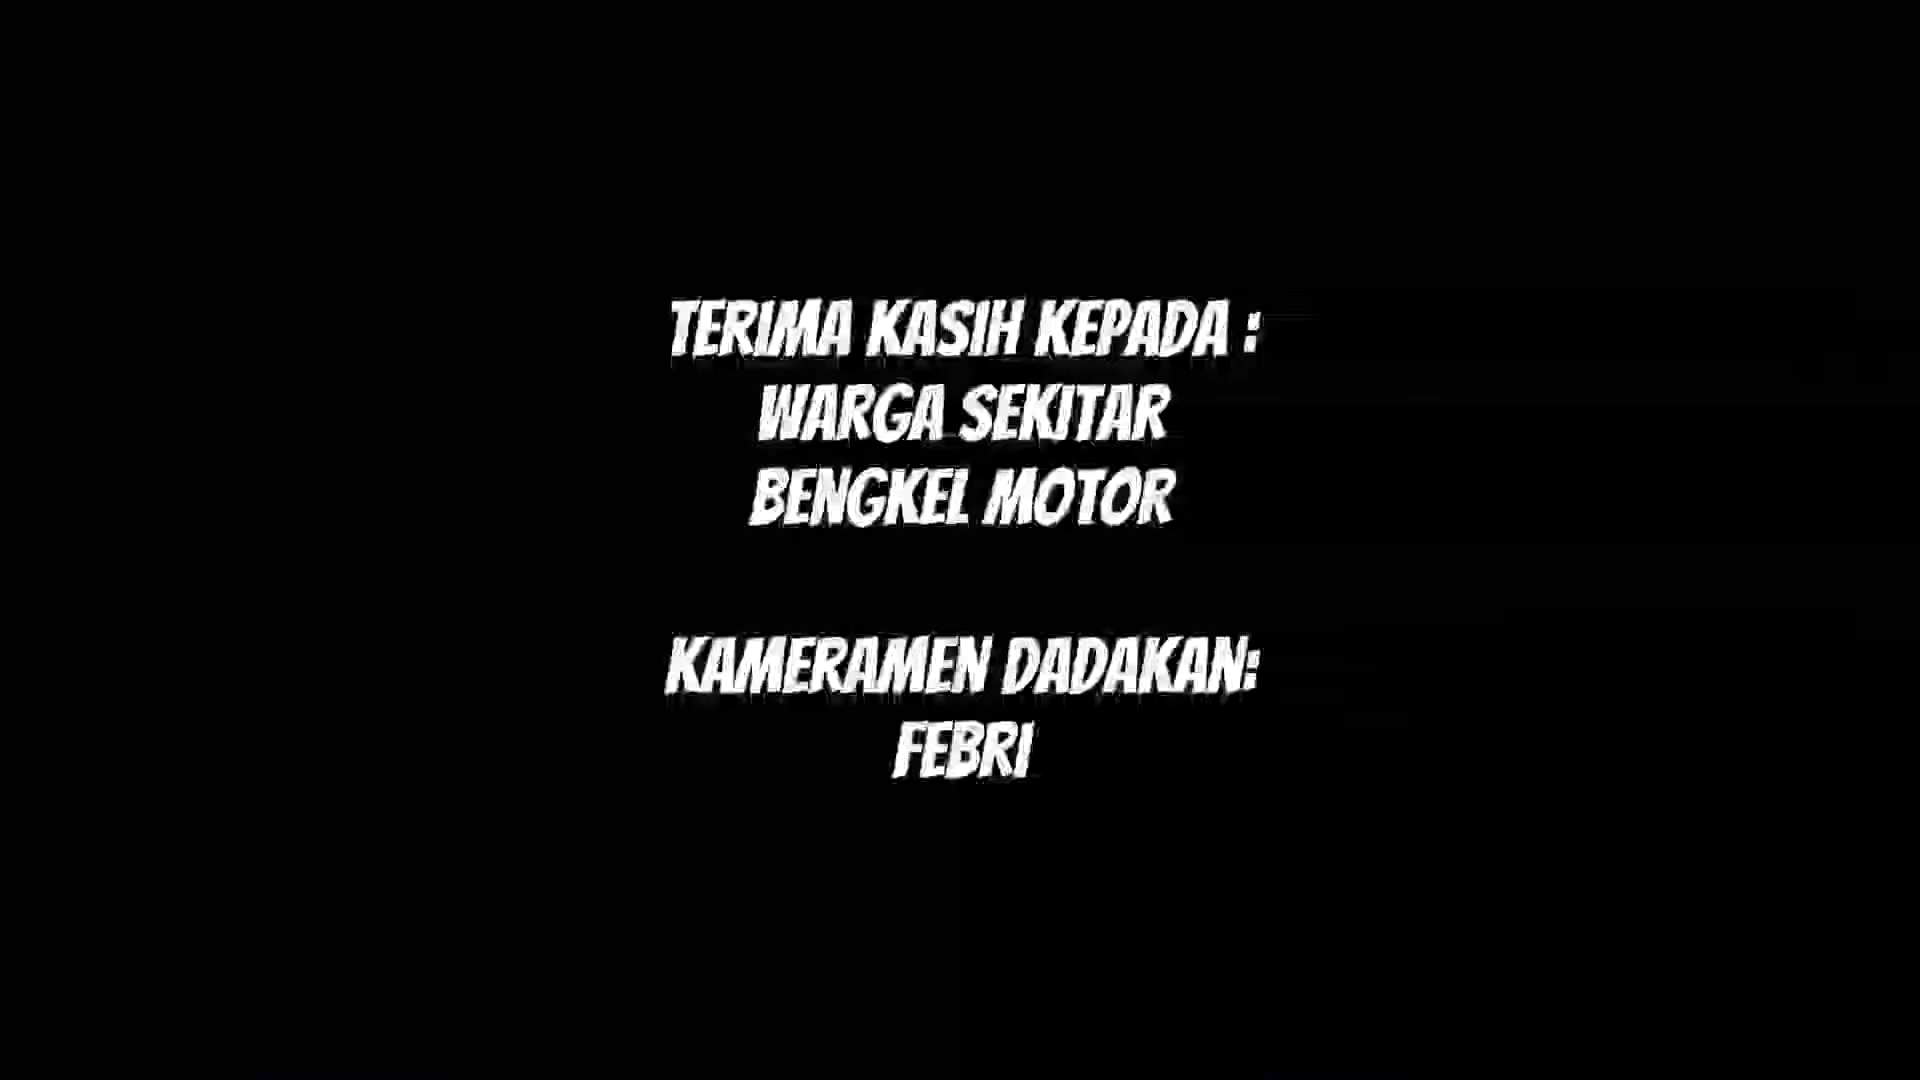 TERIMA KASIH KEPADA :
WARGA SEKITAR
BENGKEL MOTOR
KAMERAMEN DADAKAN:
FEBRI